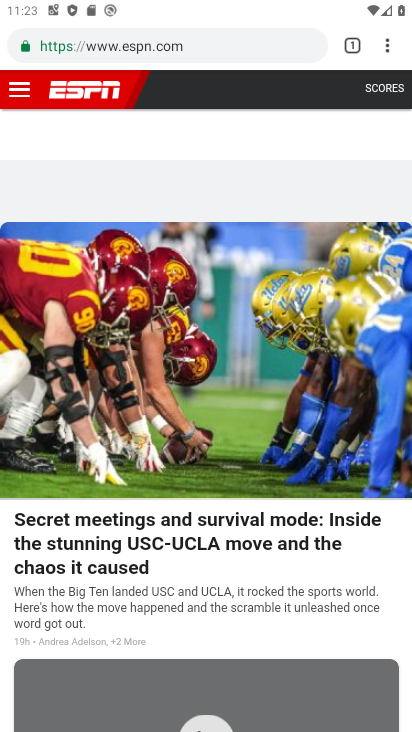 11:23
https://www.espn.com
1
ESPN
SCORES
Secret meetings and survival mode: Inside
the stunning USC-UCLA move and the
chaos it caused
When the Big Ten landed USC and UCLA, it rocked the sports world.
Here's how the move happened and the scramble it unleashed once
word got out.
19h • Andrea Adelson, +2 More